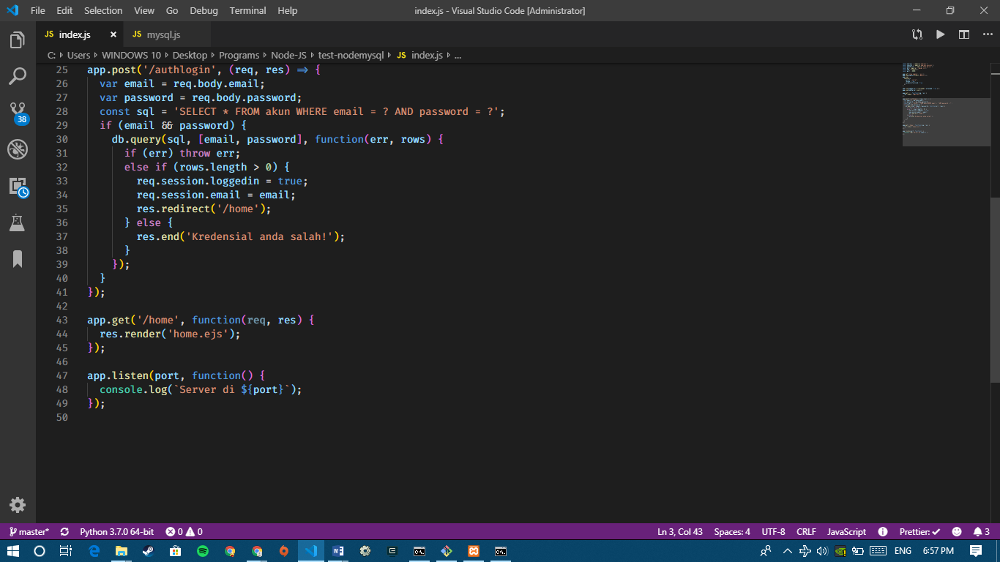 File Edit Selection View Go Debug Terminal Help index.js - Visual Studio Code [Administrator]
JS index.js × JS mysql.js
C: › Users › WINDOWS 10 › Desktop › Programs › Node-JS › test-nodemysql › JS index.js › ...
25 app.post('/authlogin', (req, res) => {
26 var email = req.body.email;
27 var password = req.body.password;
28 const sql = 'SELECT * FROM akun WHERE email = ? AND password = ?';
29 if (email && password) {
30 db.query(sql, [email, password], function(err, rows) {
31 if (err) throw err;
32 else if (rows.length > 0) {
33 req.session.loggedin = true;
34 req.session.email = email;
35 res.redirect('/home');
36 } else {
37 res.end('Kredensial anda salah!');
38 }
39 });
40 }
41 });
42
43 app.get('/home', function(req, res) {
44 res.render('home.ejs');
45 });
46
47 app.listen(port, function() {
48 console.log(`Server di ${port}`);
49 });
50
38
master* Python 3.7.0 64-bit 0 0 Ln 3, Col 43 Spaces: 4 UTF-8 CRLF JavaScript Prettier: ✓ 3
ENG 6:57 PM